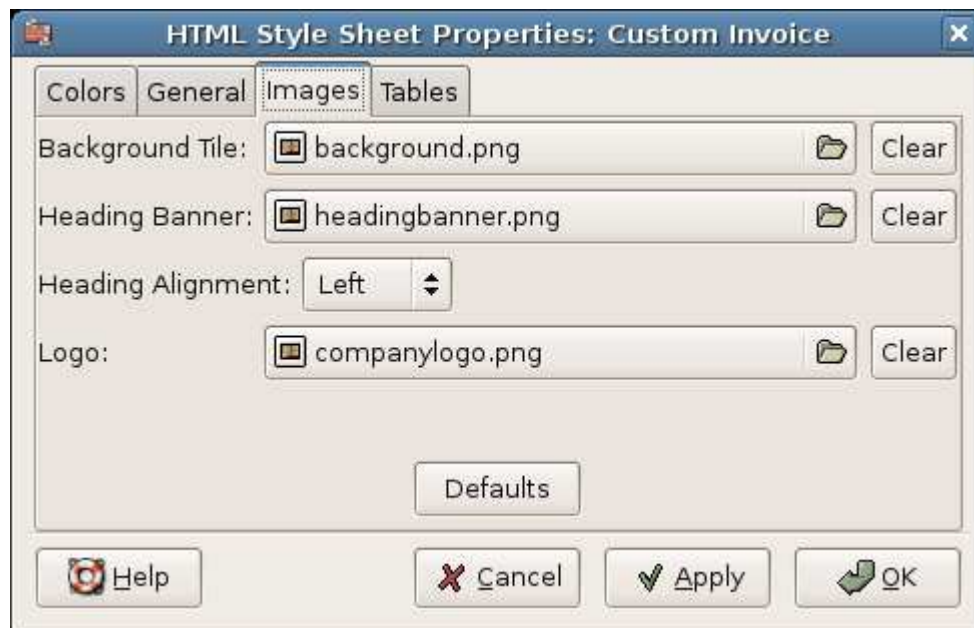 HTML Style Sheet Properties: Custom Invoice
Colors General Images Tables
Background Tile: background.png Clear
Heading Banner: headingbanner.png Clear
Heading Alignment: Left
Logo: companylogo.png Clear
Defaults
Help Cancel Apply OK